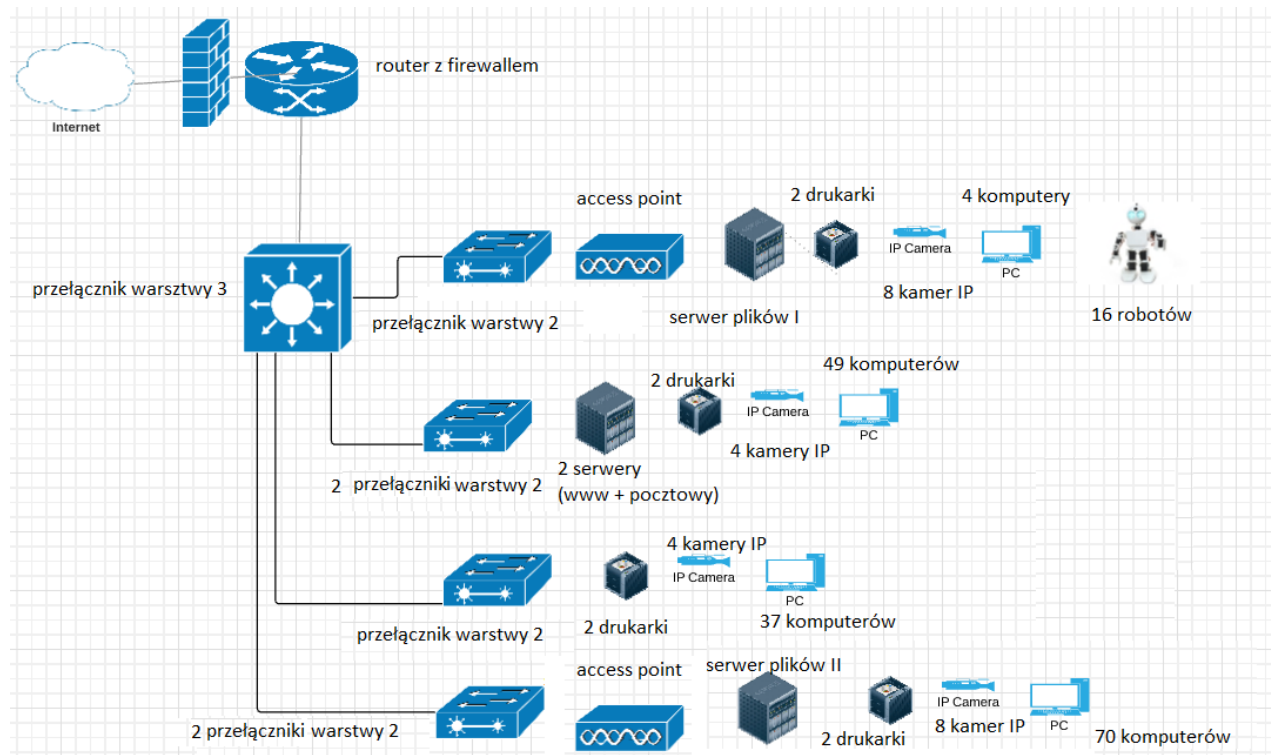 router z firewallem
Internet
access point
2 drukarki
4 komputery
IP Camera
PC
przełącznik warsztwy 3
przełącznik warstwy 2
serwer plików I
8 kamer IP
16 robotów
49 komputerów
2 drukarki
IP Camera
PC
4 kamery IP
2 przełączniki warstwy 2
2 serwery
(www + pocztowy)
4 kamery IP
IP Camera
PC
przełącznik warstwy 2
2 drukarki
37 komputerów
access point
serwer plików II
IP Camera
PC
2 przełączniki warstwy 2
2 drukarki
8 kamer IP
70 komputerów